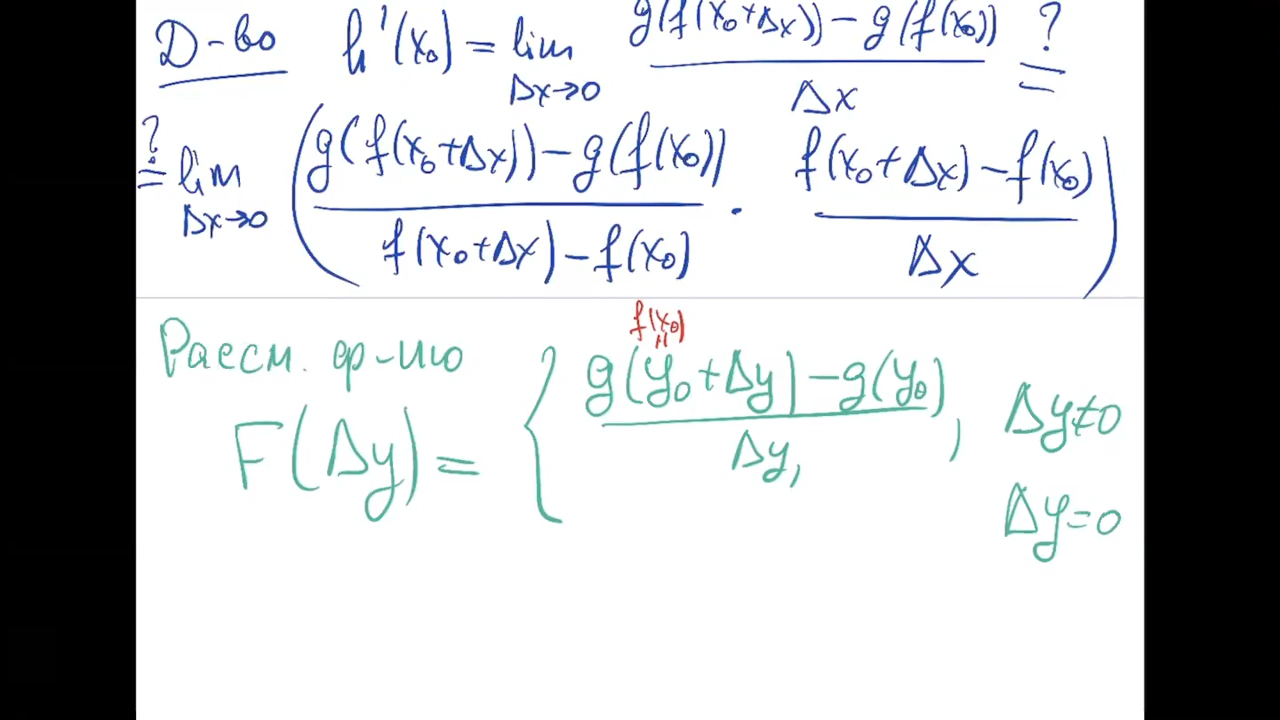 Д-во h'(x₀) = lim_{Δx→0} (g(f(x₀+Δx)) − g(f(x₀))) / Δx =?
=? lim_{Δx→0} ( (g(f(x₀+Δx)) − g(f(x₀))) / (f(x₀+Δx) − f(x₀)) · (f(x₀+Δx) − f(x₀)) / Δx )
f(x₀)
Рассм. ф-ию
F(Δy) = { (g(y₀+Δy) − g(y₀)) / Δy, , Δy≠0
Δy=0